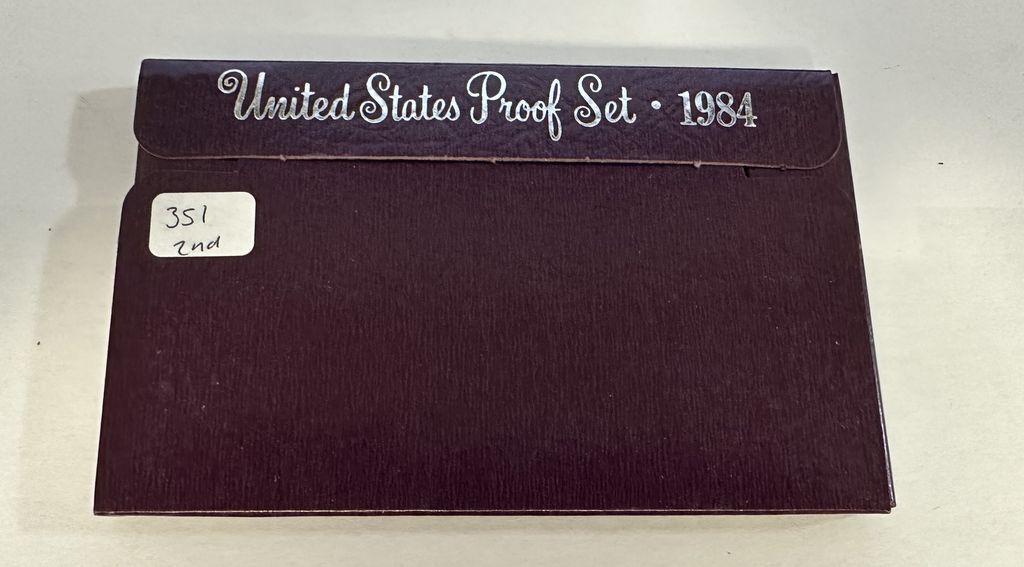 United States Proof Set • 1984
351
2nd